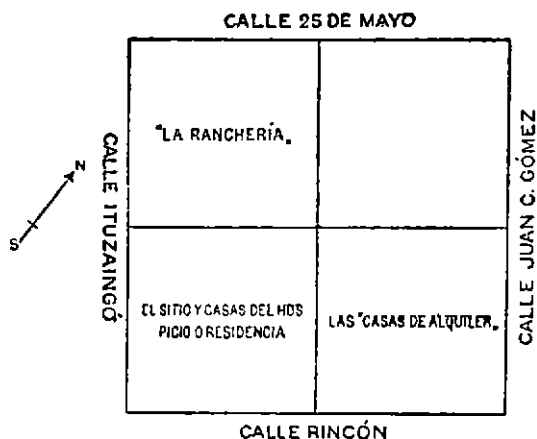 CALLE 25 DE MAYO
"LA RANCHERÍA"
CALLE ITUZAINGÓ
CALLE JUAN C. GÓMEZ
N
S
EL SITIO Y CASAS DEL HOS
PICIO O RESIDENCIA
LAS "CASAS DE ALQUILER"
CALLE RINCÓN